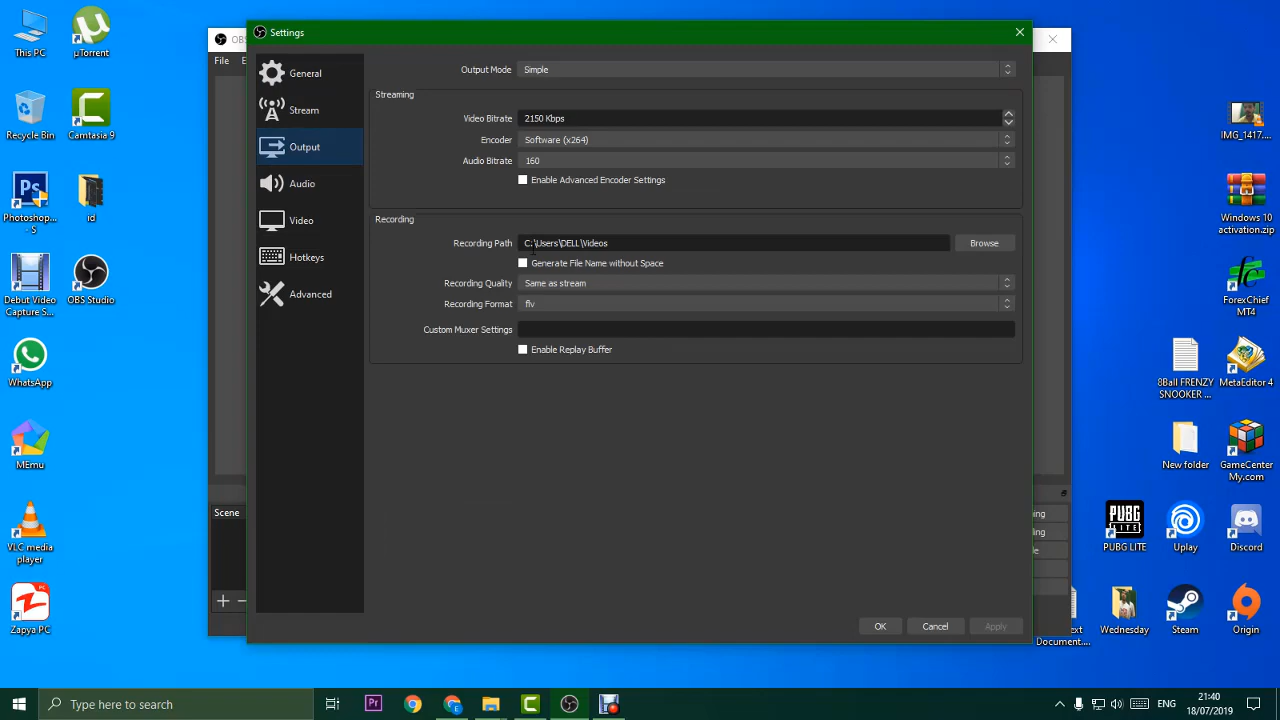 This PC
µTorrent
Recycle Bin
Camtasia 9
Photoshop...
- S
id
Debut Video
Capture S...
OBS Studio
WhatsApp
MEmu
VLC media
player
Zapya PC
OBS
File
Scene
Settings
General
Stream
Output
Audio
Video
Hotkeys
Advanced
Output Mode
Simple
Streaming
Video Bitrate
2150 Kbps
Encoder
Software (x264)
Audio Bitrate
160
Enable Advanced Encoder Settings
Recording
Recording Path
C:\Users\DELL\Videos
Browse
Generate File Name without Space
Recording Quality
Same as stream
Recording Format
flv
Custom Muxer Settings
Enable Replay Buffer
OK
Cancel
Apply
IMG_1417....
Windows 10
activation.zip
ForexChief
MT4
8Ball FRENZY
SNOOKER ...
MetaEditor 4
New folder
GameCenter
My.com
PUBG
LITE
PUBG LITE
Uplay
Discord
Document....
Wednesday
Steam
Origin
Type here to search
Pr
ENG
21:40
18/07/2019